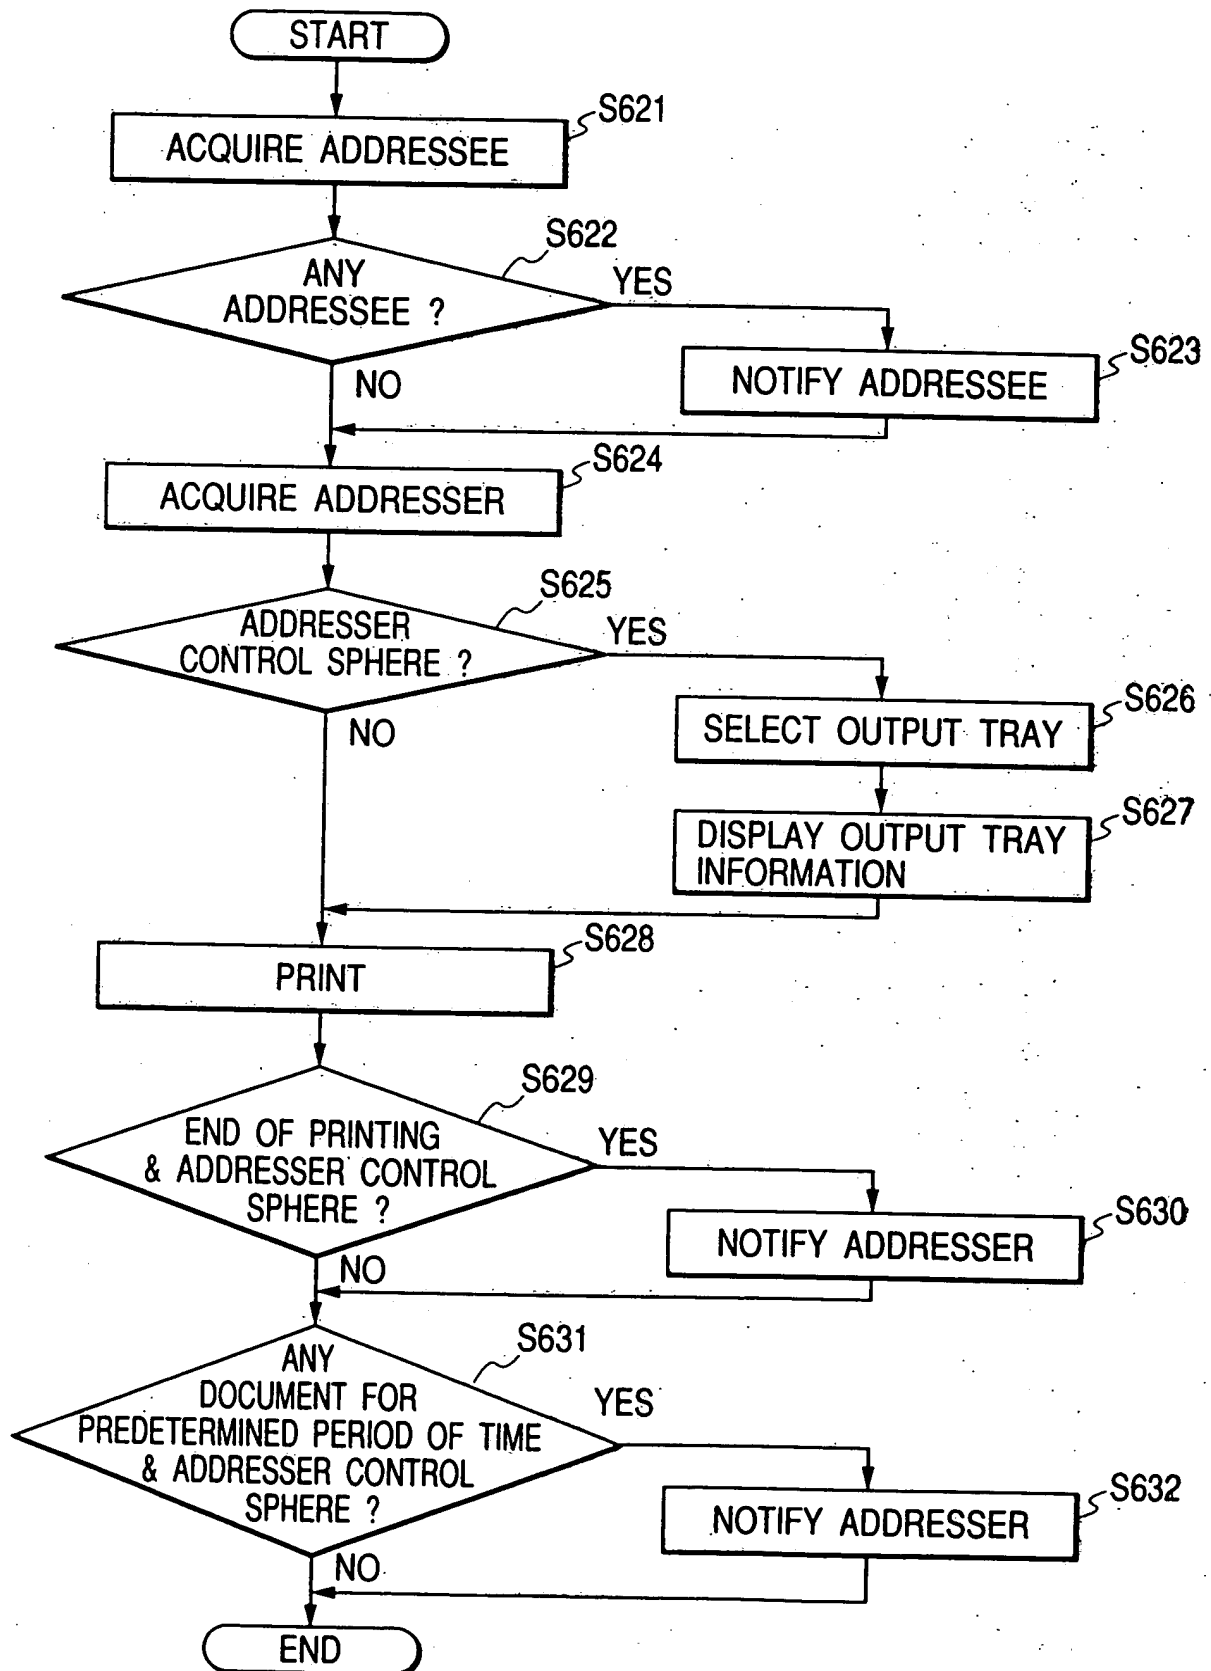 START
S621
ACQUIRE ADDRESSEE
S622
ANY
ADDRESSEE ?
YES
S623
NOTIFY ADDRESSEE
NO
S624
ACQUIRE ADDRESSER
S625
ADDRESSER
CONTROL SPHERE ?
YES
S626
SELECT OUTPUT TRAY
NO
S627
DISPLAY OUTPUT TRAY
INFORMATION
S628
PRINT
S629
END OF PRINTING
& ADDRESSER CONTROL
SPHERE ?
YES
S630
NOTIFY ADDRESSER
NO
S631
ANY
DOCUMENT FOR
PREDETERMINED PERIOD OF TIME
& ADDRESSER CONTROL
SPHERE ?
YES
S632
NOTIFY ADDRESSER
NO
END